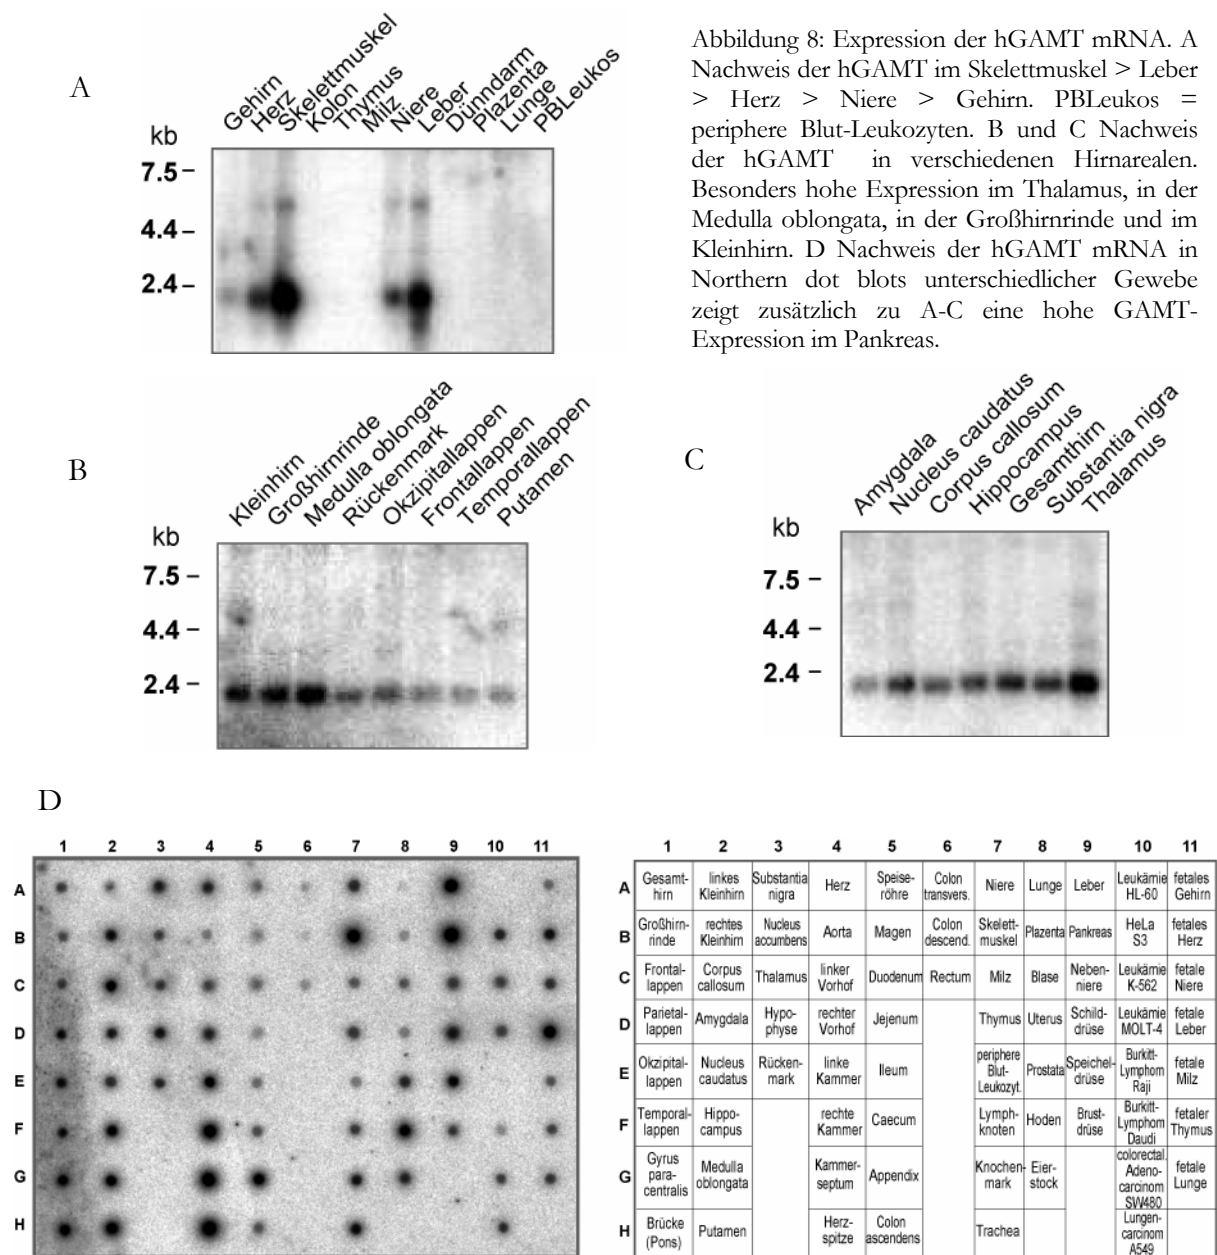 Abbildung 8: Expression der hGAMT mRNA. A
Nachweis der hGAMT im Skelettmuskel > Leber
> Herz > Niere > Gehirn. PBLeukos =
periphere Blut-Leukozyten. B und C Nachweis
der hGAMT in verschiedenen Hirnarealen.
Besonders hohe Expression im Thalamus, in der
Medulla oblongata, in der Großhirnrinde und im
Kleinhirn. D Nachweis der hGAMT mRNA in
Northern dot blots unterschiedlicher Gewebe
zeigt zusätzlich zu A-C eine hohe GAMT-
Expression im Pankreas.
A
Gehirn
Herz
Skelettmuskel
Kolon
Thymus
Milz
Niere
Leber
Dünndarm
Plazenta
Lunge
PBLeukos
kb
7.5 –
4.4 –
2.4 –
B
Kleinhirn
Großhirnrinde
Medulla oblongata
Rückenmark
Okzipitallappen
Frontallappen
Temporallappen
Putamen
kb
7.5 –
4.4 –
2.4 –
C
Amygdala
Nucleus caudatus
Corpus callosum
Hippocampus
Gesamthirn
Substantia nigra
Thalamus
kb
7.5 –
4.4 –
2.4 –
D
1 2 3 4 5 6 7 8 9 10 11
A
B
C
D
E
F
G
H
1 2 3 4 5 6 7 8 9 10 11
A
Gesamt-
hirn
linkes
Kleinhirn
Substantia
nigra
Herz
Speise-
röhre
Colon
transvers.
Niere
Lunge
Leber
Leukämie
HL-60
fetales
Gehirn
B
Großhirn-
rinde
rechtes
Kleinhirn
Nucleus
accumbens
Aorta
Magen
Colon
descend.
Skelett-
muskel
Plazenta
Pankreas
HeLa
S3
fetales
Herz
C
Frontal-
lappen
Corpus
callosum
Thalamus
linker
Vorhof
Duodenum
Rectum
Milz
Blase
Neben-
niere
Leukämie
K-562
fetale
Niere
D
Parietal-
lappen
Amygdala
Hypo-
physe
rechter
Vorhof
Jejenum
Thymus
Uterus
Schild-
drüse
Leukämie
MOLT-4
fetale
Leber
E
Okzipital-
lappen
Nucleus
caudatus
Rücken-
mark
linke
Kammer
Ileum
periphere
Blut-
Leukozyt.
Prostata
Speichel-
drüse
Burkitt-
Lymphom
Raji
fetale
Milz
F
Temporal-
lappen
Hippo-
campus
rechte
Kammer
Caecum
Lymph-
knoten
Hoden
Brust-
drüse
Burkitt-
Lymphom
Daudi
fetaler
Thymus
G
Gyrus
para-
centralis
Medulla
oblongata
Kammer-
septum
Appendix
Knochen-
mark
Eier-
stock
colorectal.
Adeno-
carcinom
SW480
fetale
Lunge
H
Brücke
(Pons)
Putamen
Herz-
spitze
Colon
ascendens
Trachea
Lungen-
carcinom
A549